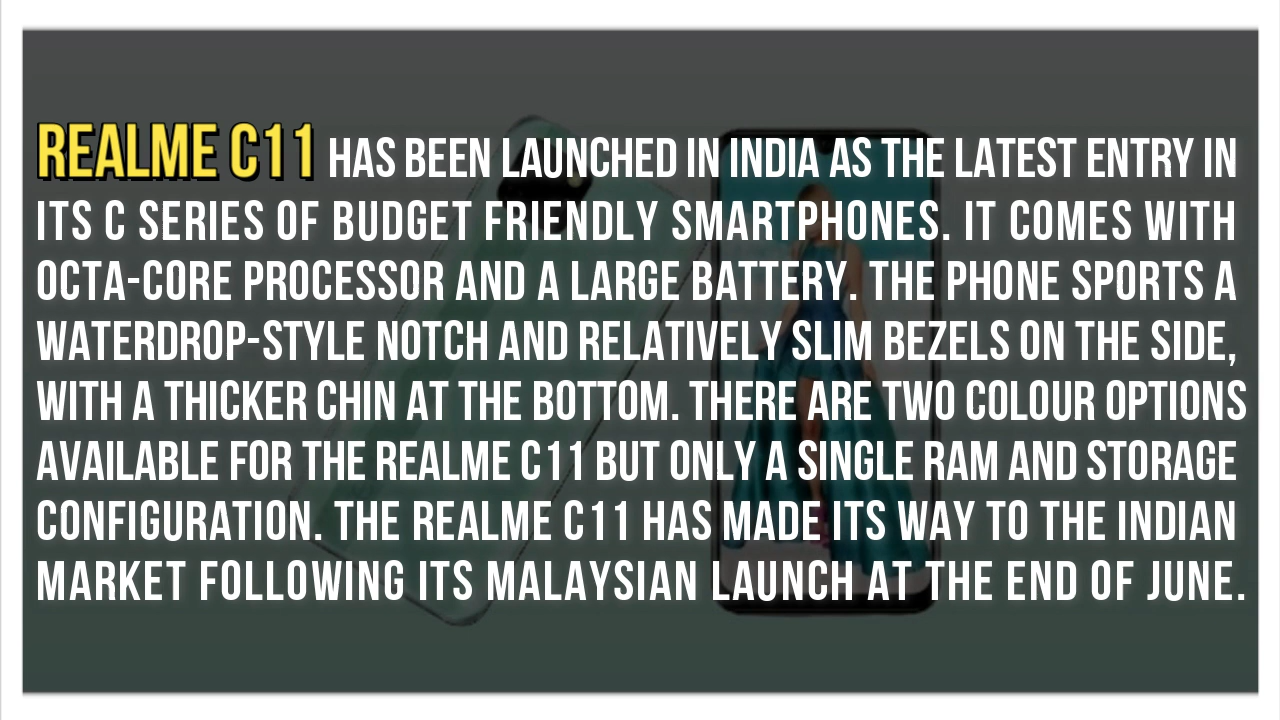 REALME C11 HAS BEEN LAUNCHED IN INDIA AS THE LATEST ENTRY IN
ITS C SERIES OF BUDGET FRIENDLY SMARTPHONES. IT COMES WITH
OCTA-CORE PROCESSOR AND A LARGE BATTERY. THE PHONE SPORTS A
WATERDROP-STYLE NOTCH AND RELATIVELY SLIM BEZELS ON THE SIDE,
WITH A THICKER CHIN AT THE BOTTOM. THERE ARE TWO COLOUR OPTIONS
AVAILABLE FOR THE REALME C11 BUT ONLY A SINGLE RAM AND STORAGE
CONFIGURATION. THE REALME C11 HAS MADE ITS WAY TO THE INDIAN
MARKET FOLLOWING ITS MALAYSIAN LAUNCH AT THE END OF JUNE.